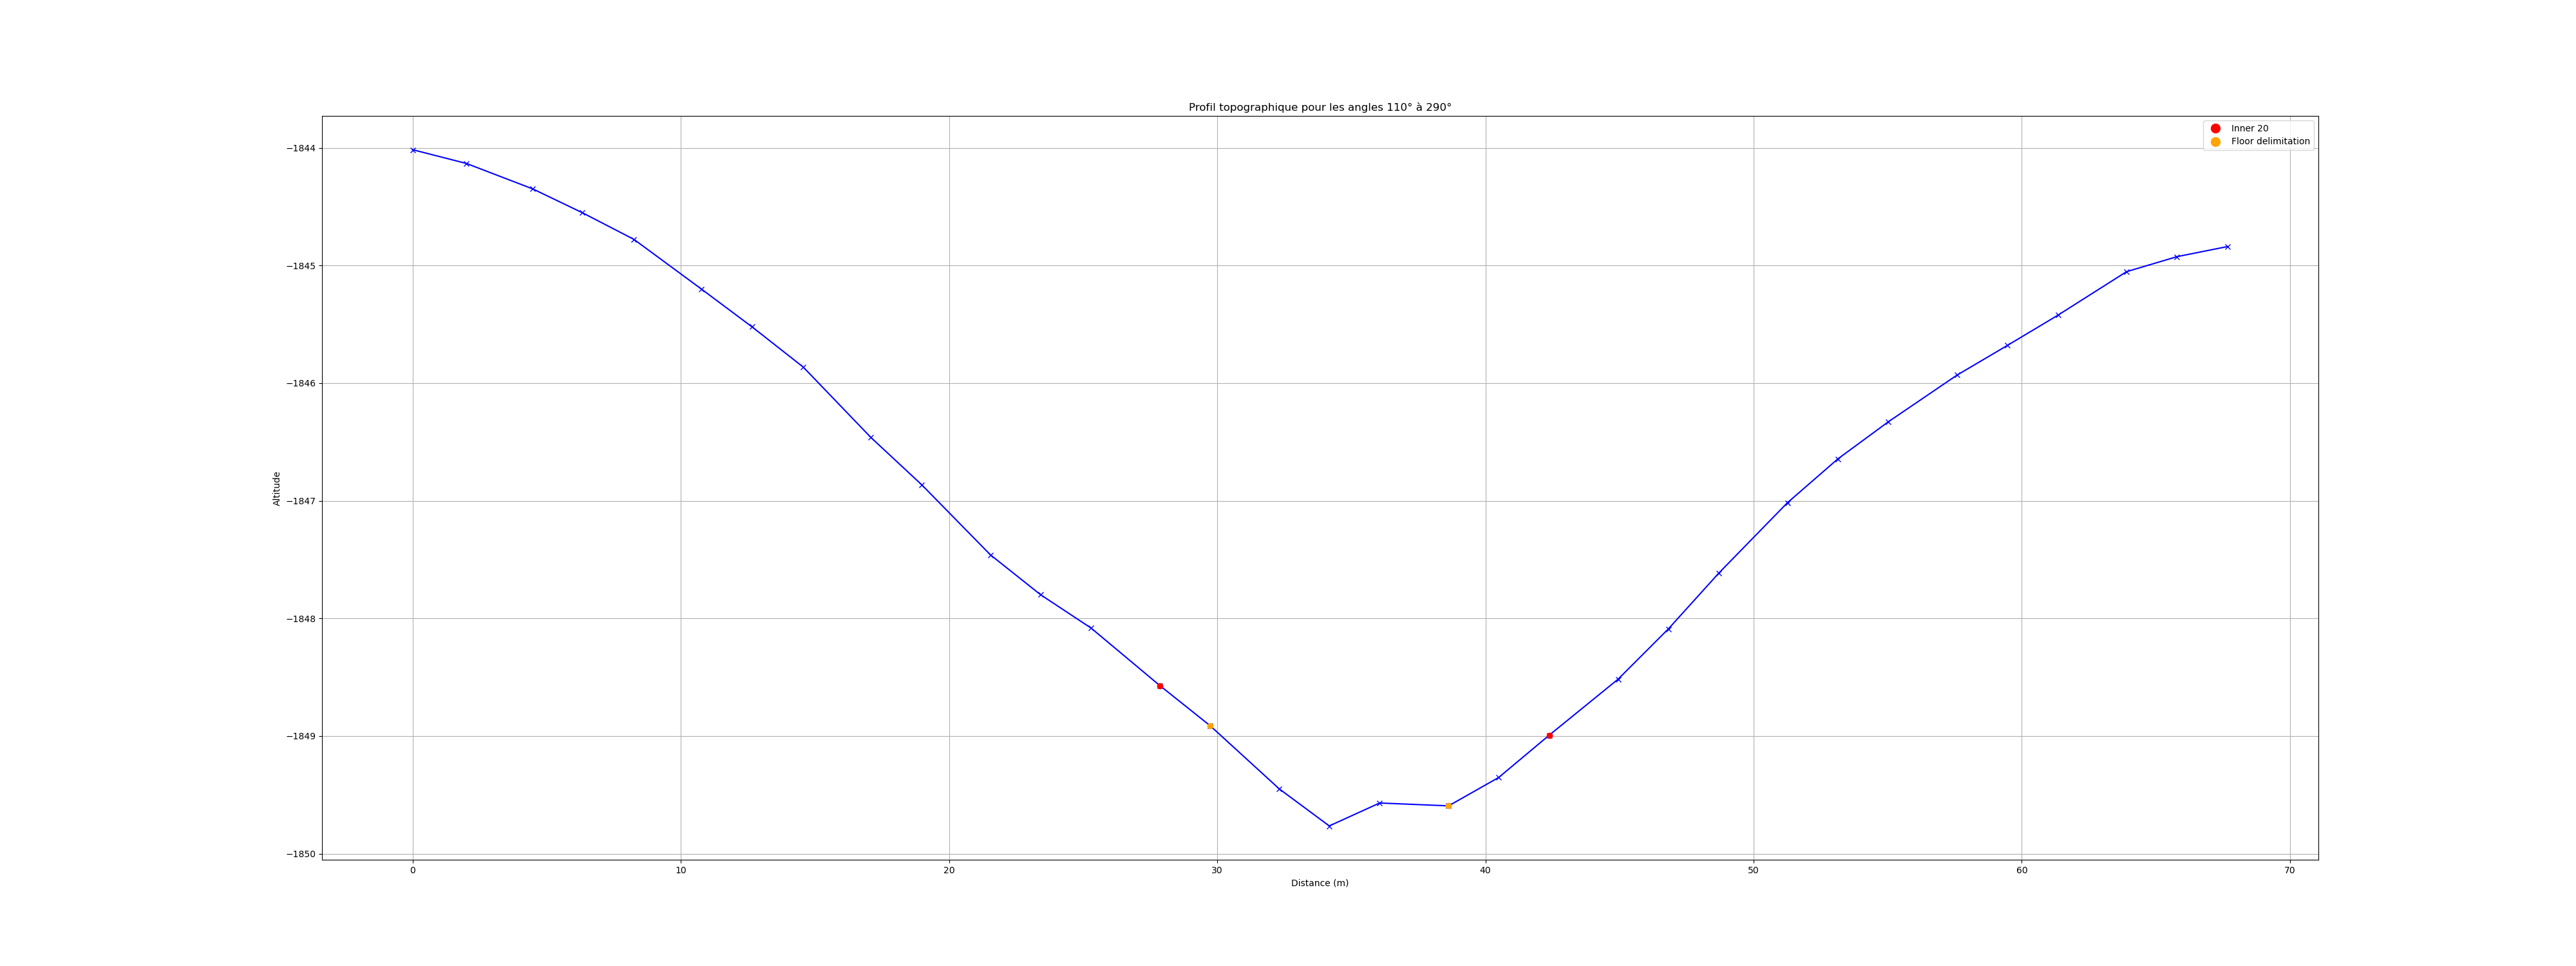 Profil topographique pour les angles 110° à 290°
Inner 20
Floor delimitation
−1844
−1845
−1846
−1847
−1848
−1849
−1850
Altitude
0 10 20 30 40 50 60 70
Distance (m)